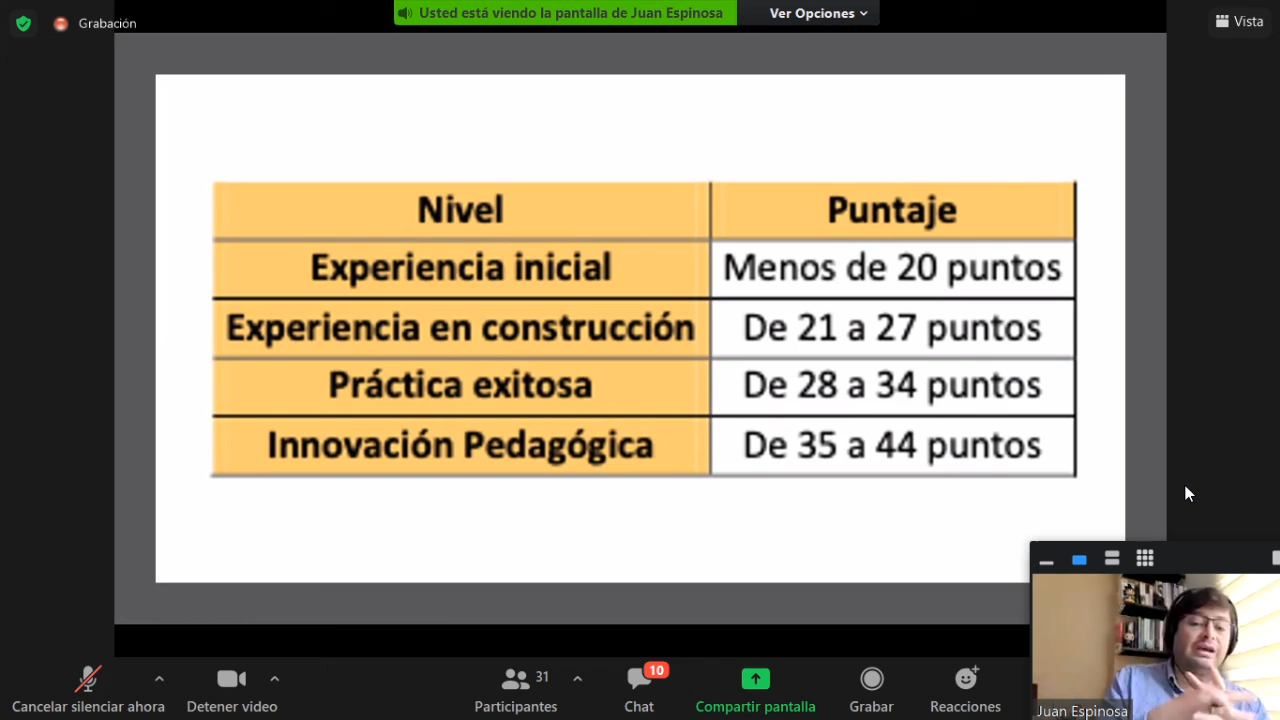 Grabación
Usted está viendo la pantalla de Juan Espinosa
Ver Opciones
Vista
Nivel
Puntaje
Experiencia inicial
Menos de 20 puntos
Experiencia en construcción
De 21 a 27 puntos
Práctica exitosa
De 28 a 34 puntos
Innovación Pedagógica
De 35 a 44 puntos
Juan Espinosa
Cancelar silenciar ahora
Detener video
31
Participantes
10
Chat
Compartir pantalla
Grabar
Reacciones